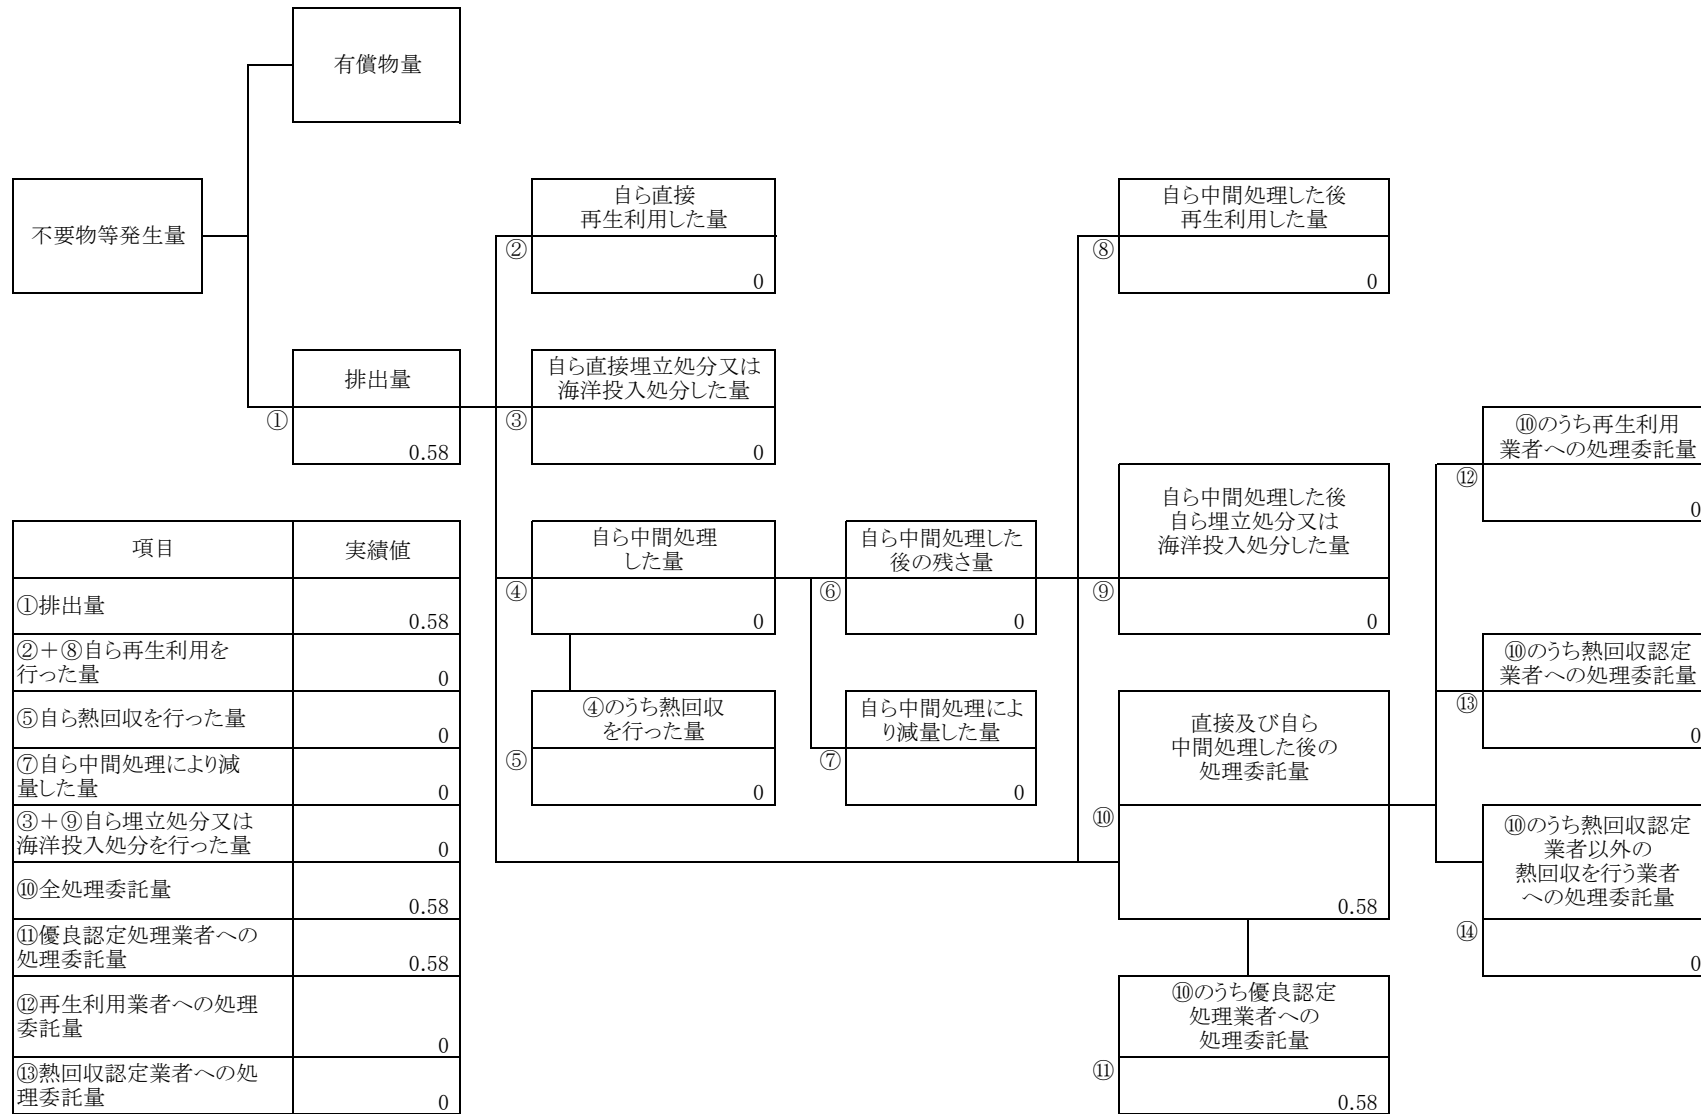 有償物量
不要物等発生量
自ら直接
再生利用した量
②
0
自ら中間処理した後
再生利用した量
⑧
0
排出量
①
0.58
自ら直接埋立処分又は
海洋投入処分した量
③
0
⑩のうち再生利用
業者への処理委託量
⑫
0
自ら中間処理
した量
④
0
自ら中間処理した
後の残さ量
⑥
0
自ら中間処理した後
自ら埋立処分又は
海洋投入処分した量
⑨
0
⑩のうち熱回収認定
業者への処理委託量
⑬
0
④のうち熱回収
を行った量
⑤
0
自ら中間処理によ
り減量した量
⑦
0
直接及び自ら
中間処理した後の
処理委託量
⑩
0.58
⑩のうち熱回収認定
業者以外の
熱回収を行う業者
への処理委託量
⑭
0
⑩のうち優良認定
処理業者への
処理委託量
⑪
0.58
項目 実績値
①排出量
0.58
②+⑧自ら再生利用を
行った量 0
⑤自ら熱回収を行った量
0
⑦自ら中間処理により減
量した量 0
③+⑨自ら埋立処分又は
海洋投入処分を行った量 0
⑩全処理委託量
0.58
⑪優良認定処理業者への
処理委託量 0.58
⑫再生利用業者への処理
委託量
0
⑬熱回収認定業者への処
理委託量 0